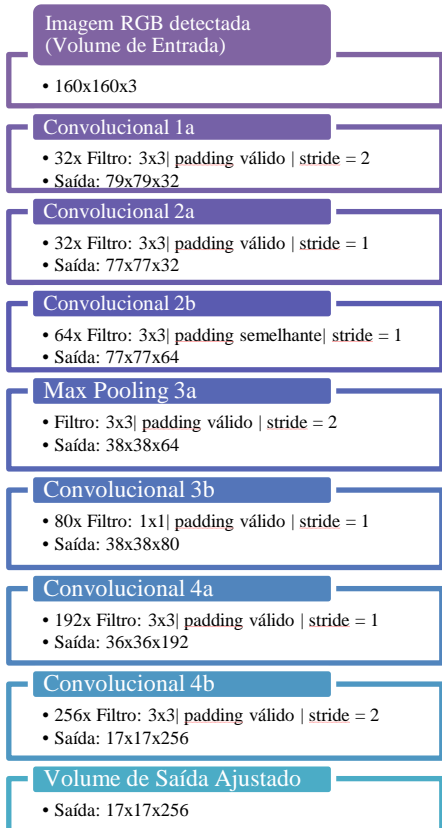 Imagem RGB detectada
(Volume de Entrada)
• 160x160x3
Convolucional 1a
• 32x Filtro: 3x3| padding válido | stride = 2
• Saída: 79x79x32
Convolucional 2a
• 32x Filtro: 3x3| padding válido | stride = 1
• Saída: 77x77x32
Convolucional 2b
• 64x Filtro: 3x3| padding semelhante| stride = 1
• Saída: 77x77x64
Max Pooling 3a
• Filtro: 3x3| padding válido | stride = 2
• Saída: 38x38x64
Convolucional 3b
• 80x Filtro: 1x1| padding válido | stride = 1
• Saída: 38x38x80
Convolucional 4a
• 192x Filtro: 3x3| padding válido | stride = 1
• Saída: 36x36x192
Convolucional 4b
• 256x Filtro: 3x3| padding válido | stride = 2
• Saída: 17x17x256
Volume de Saída Ajustado
• Saída: 17x17x256